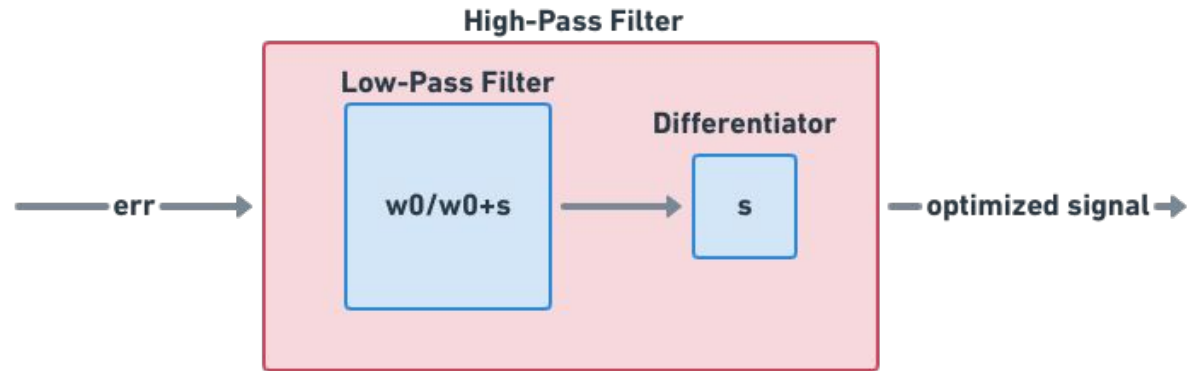 High-Pass Filter
Low-Pass Filter
Differentiator
err
w0/w0+s
s
optimized signal